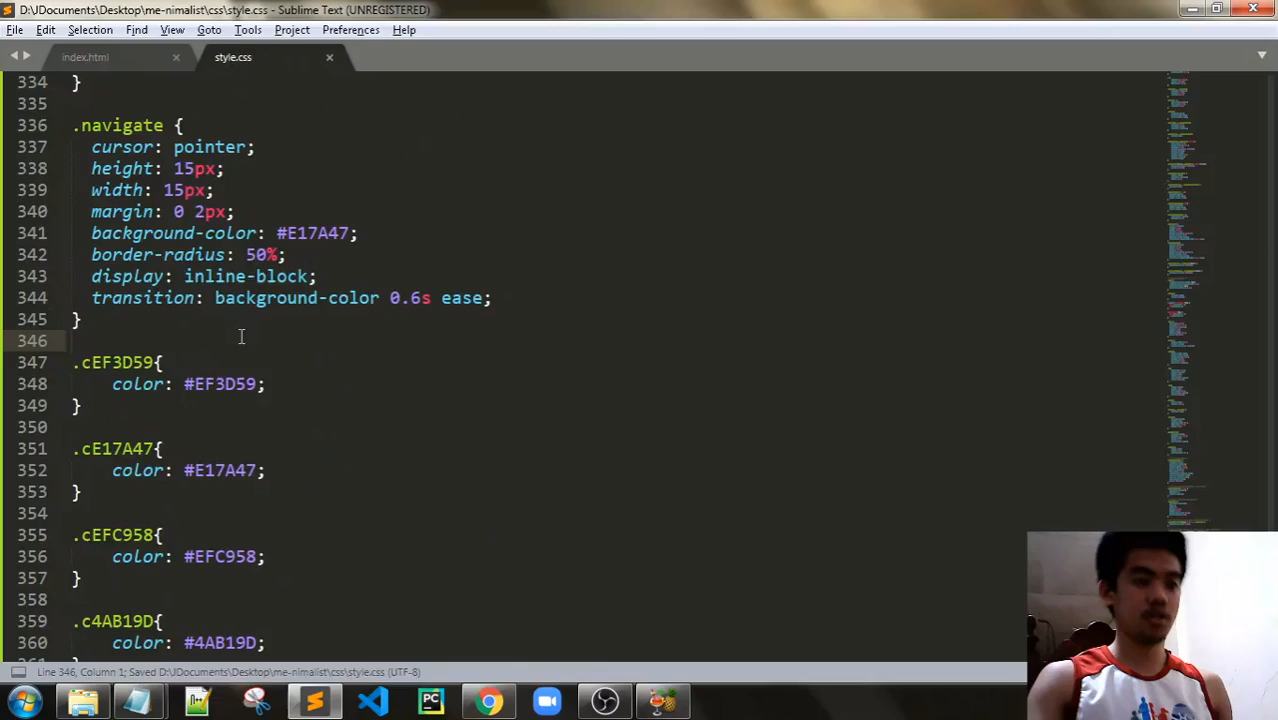 D:\JDocuments\Desktop\me-nimalist\css\style.css - Sublime Text (UNREGISTERED)
File Edit Selection Find View Goto Tools Project Preferences Help
index.html style.css
334 }
335
336 .navigate {
337 cursor: pointer;
338 height: 15px;
339 width: 15px;
340 margin: 0 2px;
341 background-color: #E17A47;
342 border-radius: 50%;
343 display: inline-block;
344 transition: background-color 0.6s ease;
345 }
346
347 .cEF3D59{
348 color: #EF3D59;
349 }
350
351 .cE17A47{
352 color: #E17A47;
353 }
354
355 .cEFC958{
356 color: #EFC958;
357 }
358
359 .c4AB19D{
360 color: #4AB19D;
361 }
Line 346, Column 1; Saved D:\JDocuments\Desktop\me-nimalist\css\style.css (UTF-8)
PC